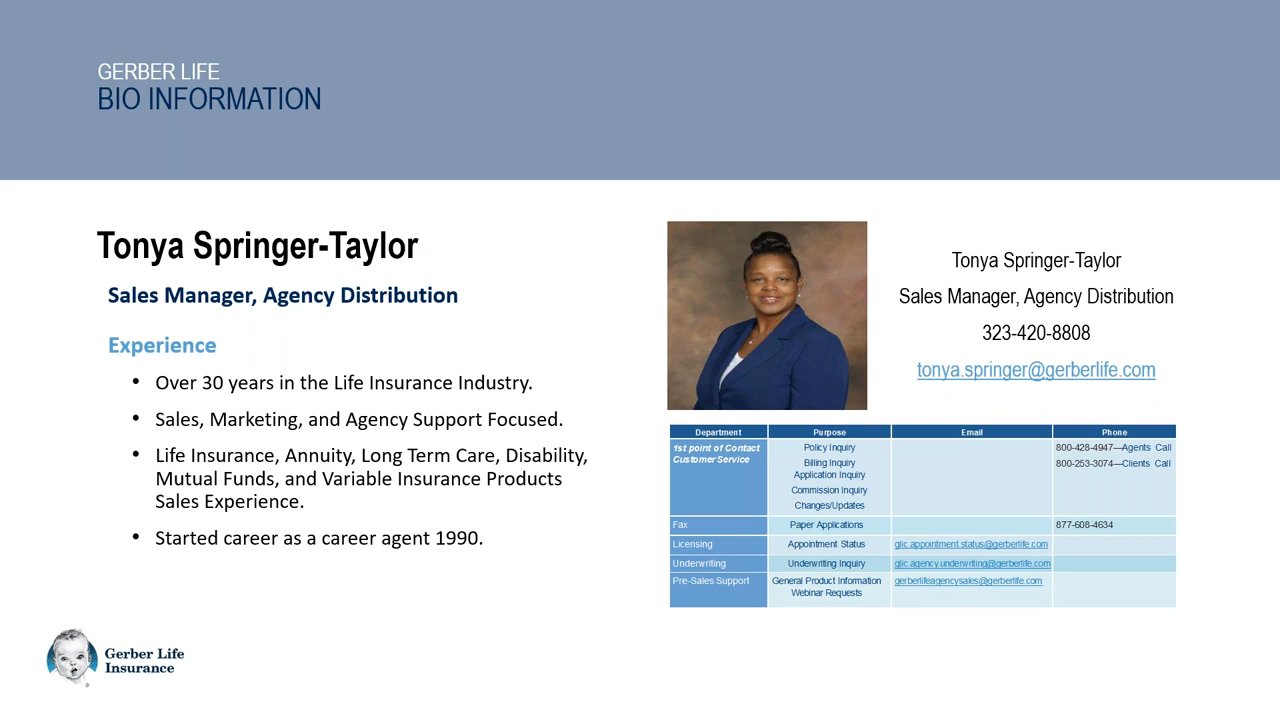 GERBER LIFE
BIO INFORMATION
Tonya Springer-Taylor
Sales Manager, Agency Distribution
Experience
• Over 30 years in the Life Insurance Industry.
• Sales, Marketing, and Agency Support Focused.
• Life Insurance, Annuity, Long Term Care, Disability,
Mutual Funds, and Variable Insurance Products
Sales Experience.
• Started career as a career agent 1990.
Tonya Springer-Taylor
Sales Manager, Agency Distribution
323-420-8808
tonya.springer@gerberlife.com
Department Purpose Email Phone
1st point of Contact Policy Inquiry 800-428-4947—Agents Call
Customer Service Billing Inquiry 800-253-3074—Clients Call
Application Inquiry
Commission Inquiry
Changes/Updates
Fax Paper Applications 877-608-4634
Licensing Appointment Status glic.appointment.status@gerberlife.com
Underwriting Underwriting Inquiry glic.agency.underwriting@gerberlife.com
Pre-Sales Support General Product Information gerberlifeagencysales@gerberlife.com
Webinar Requests
Gerber Life
Insurance